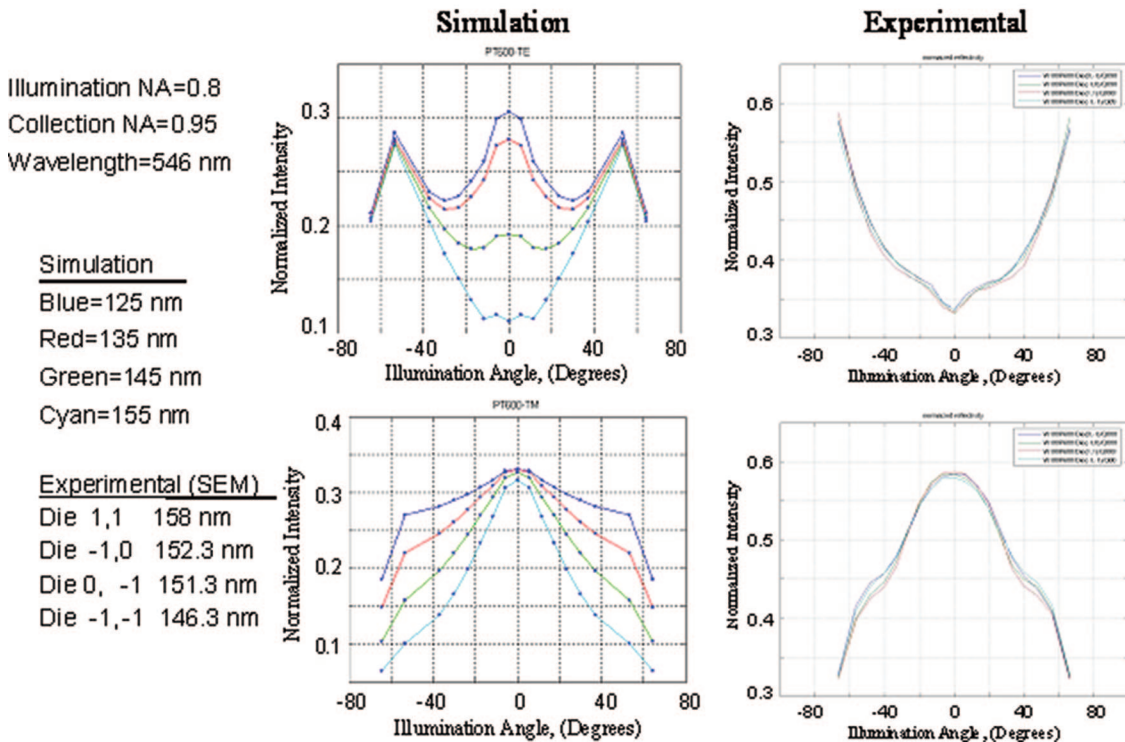 Simulation
Experimental
Illumination NA=0.8
Collection NA=0.95
Wavelength=546 nm
Simulation
Blue=125 nm
Red=135 nm
Green=145 nm
Cyan=155 nm
Experimental (SEM)
Die 1,1 158 nm
Die -1,0 152.3 nm
Die 0, -1 151.3 nm
Die -1,-1 146.3 nm
PT600-TE
Normalized Intensity
0.3
0.2
0.1
-80 -40 0 40 80
Illumination Angle, (Degrees)
normalized reflectivity
Normalized Intensity
0.6
0.5
0.4
0.3
-80 -40 0 40 80
Illumination Angle, (Degrees)
PT600-TM
Normalized Intensity
0.4
0.3
0.2
0.1
-80 -40 0 40 80
Illumination Angle, (Degrees)
normalized reflectivity
Normalized Intensity
0.6
0.5
0.4
0.3
-80 -40 0 40 80
Illumination Angle, (Degrees)